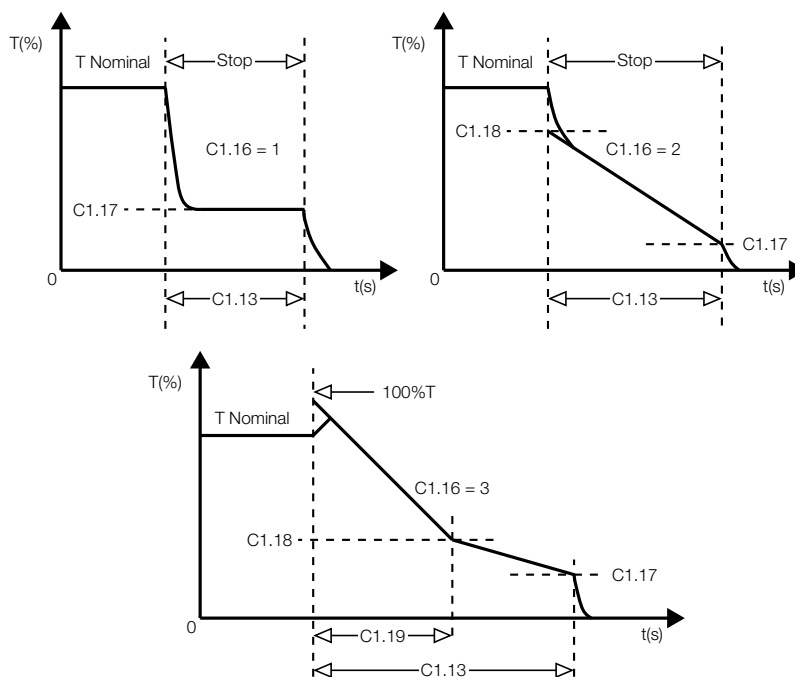 T(%)
T Nominal
Stop
C1.16 = 1
C1.17
0
t(s)
C1.13
T(%)
T Nominal
Stop
C1.18
C1.16 = 2
C1.17
0
t(s)
C1.13
T(%)
100%T
T Nominal
C1.16 = 3
C1.18
C1.17
0
t(s)
C1.19
C1.13